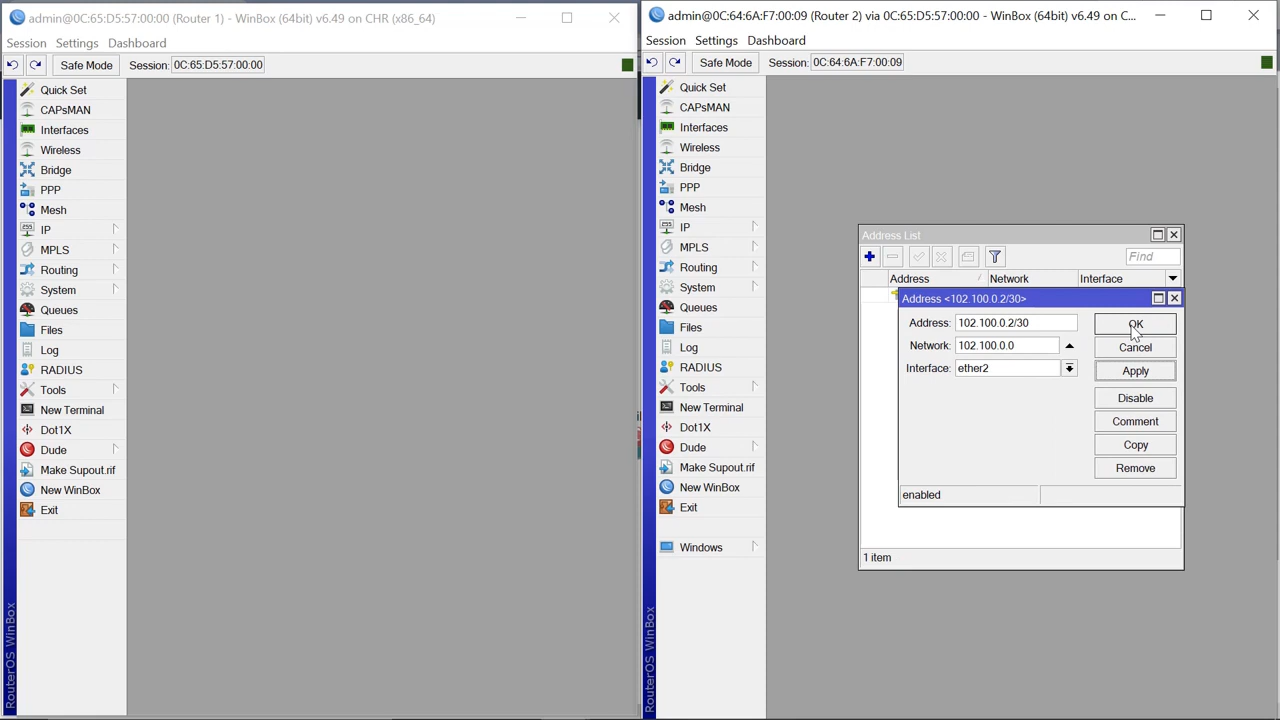 admin@0C:65:D5:57:00:00 (Router 1) - WinBox (64bit) v6.49 on CHR (x86_64)
Session Settings Dashboard
Safe Mode Session: 0C:65:D5:57:00:00
Quick Set
CAPsMAN
Interfaces
Wireless
Bridge
PPP
Mesh
IP
MPLS
Routing
System
Queues
Files
Log
RADIUS
Tools
New Terminal
Dot1X
Dude
Make Supout.rif
New WinBox
Exit
RouterOS WinBox
admin@0C:64:6A:F7:00:09 (Router 2) via 0C:65:D5:57:00:00 - WinBox (64bit) v6.49 on C...
Session Settings Dashboard
Safe Mode Session: 0C:64:6A:F7:00:09
Quick Set
CAPsMAN
Interfaces
Wireless
Bridge
PPP
Mesh
IP
MPLS
Routing
System
Queues
Files
Log
RADIUS
Tools
New Terminal
Dot1X
Dude
Make Supout.rif
New WinBox
Exit
Windows
RouterOS WinBox
Address List
Find
Address Network Interface
Address <102.100.0.2/30>
Address: 102.100.0.2/30
Network: 102.100.0.0
Interface: ether2
OK
Cancel
Apply
Disable
Comment
Copy
Remove
enabled
1 item